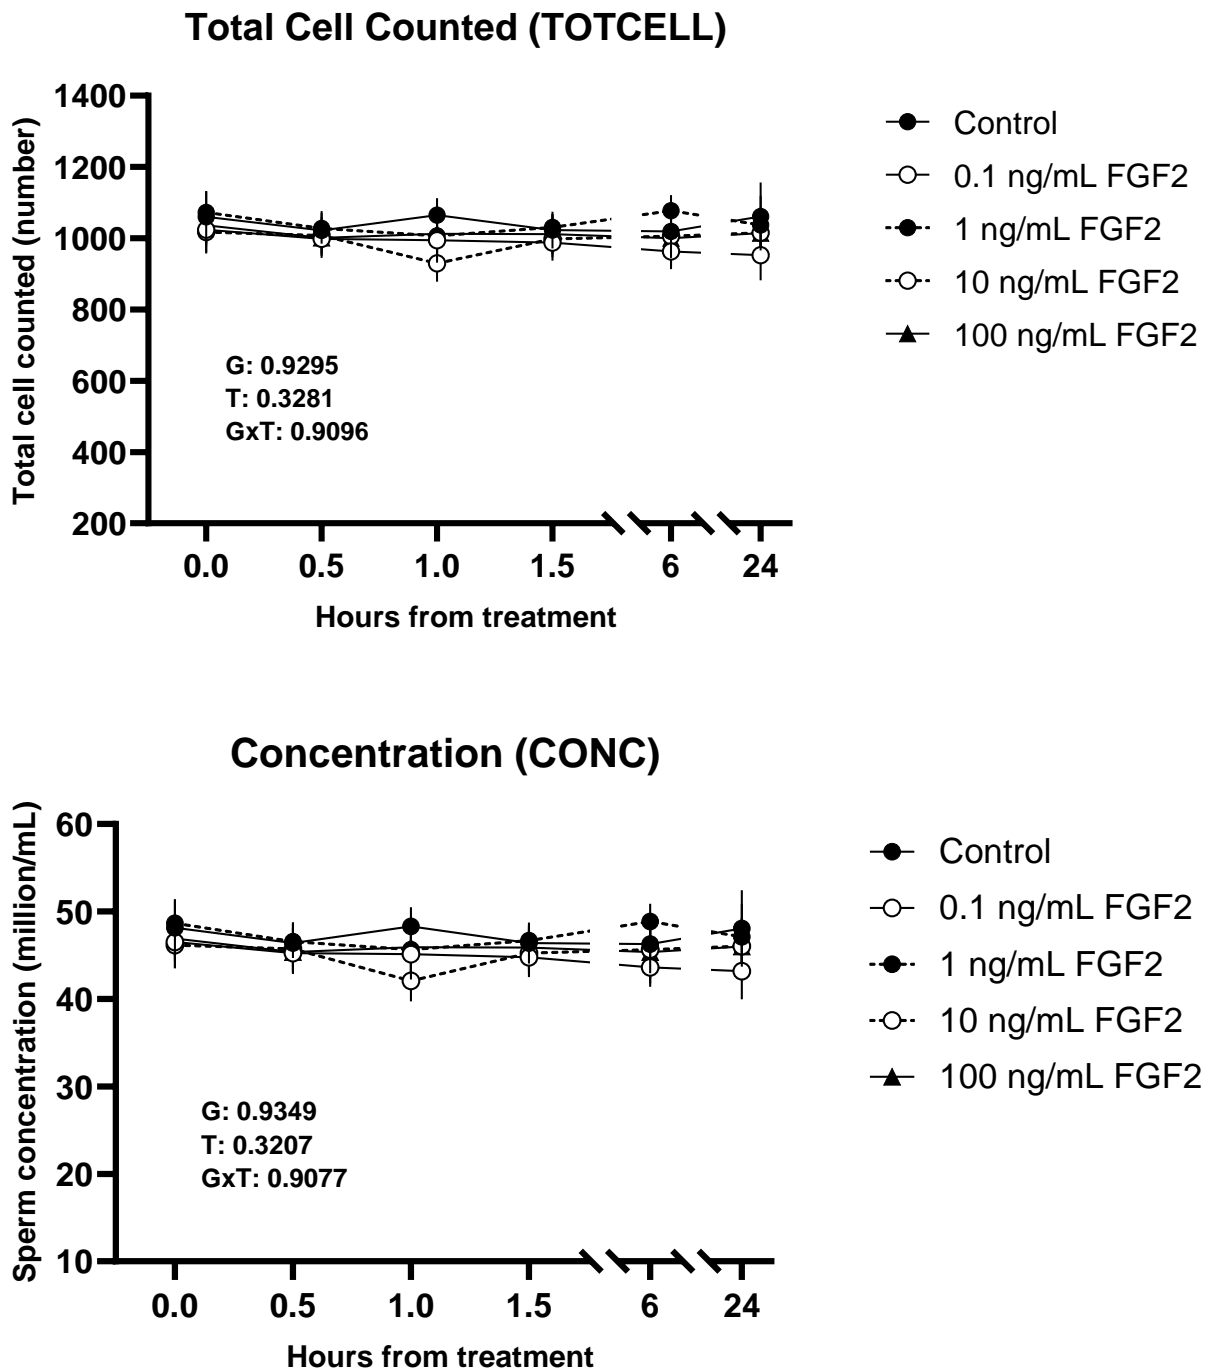 Total Cell Counted (TOTCELL)
Total cell counted (number)
1400
1200
1000
800
600
400
200
G: 0.9295
T: 0.3281
GxT: 0.9096
0.0 0.5 1.0 1.5 6 24
Hours from treatment
Control
0.1 ng/mL FGF2
1 ng/mL FGF2
10 ng/mL FGF2
100 ng/mL FGF2
Concentration (CONC)
Sperm concentration (million/mL)
60
50
40
30
20
10
G: 0.9349
T: 0.3207
GxT: 0.9077
0.0 0.5 1.0 1.5 6 24
Hours from treatment
Control
0.1 ng/mL FGF2
1 ng/mL FGF2
10 ng/mL FGF2
100 ng/mL FGF2